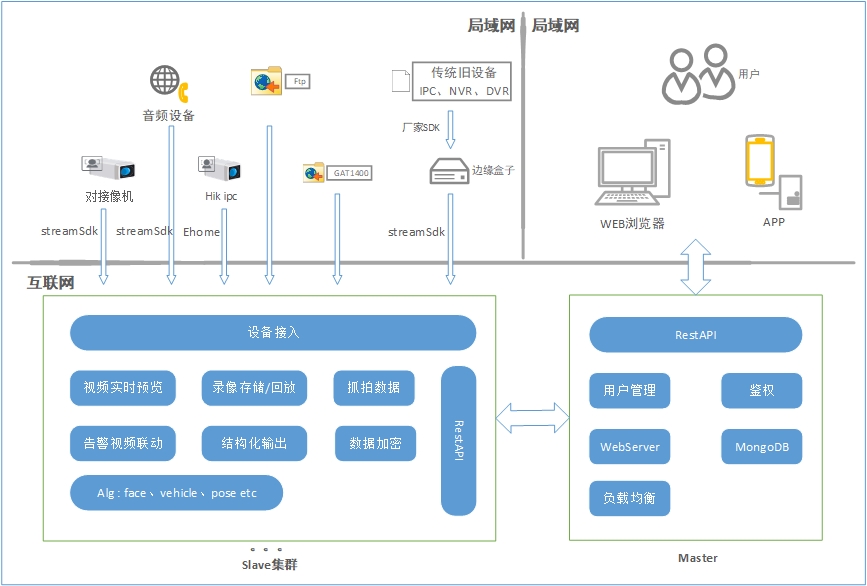 局域网
局域网
音频设备
Ftp
传统旧设备
IPC、NVR、DVR
用户
厂家SDK
对接像机
Hik ipc
GAT1400
边缘盒子
WEB浏览器
APP
streamSdk
streamSdk
Ehome
streamSdk
互联网
设备接入
视频实时预览
录像存储/回放
抓拍数据
告警视频联动
结构化输出
数据加密
Alg : face、vehicle、pose etc
RestAPI
Slave集群
RestAPI
用户管理
鉴权
WebServer
MongoDB
负载均衡
Master